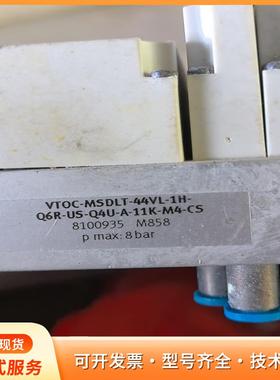 VTOC-MSDLT-44VL-1H-
Q6R-US-Q4U-A-11K-M4-CS
8100935 M858
p max: 8 bar
现货
式服务
可开发票·型号齐全·技术